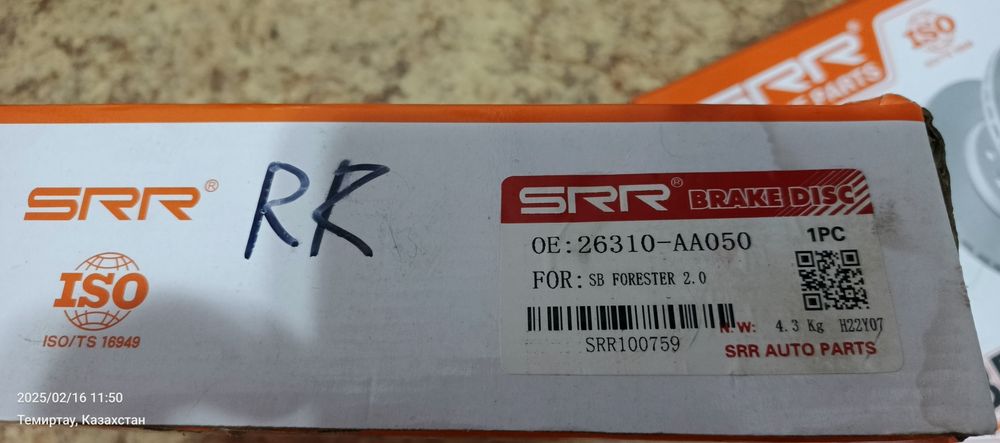 SRR
PARTS
ISO
SRR®
RR
SRR® BRAKE DISC
OE:26310-AA050
1PC
FOR: SB FORESTER 2.0
N.W: 4.3 Kg H22Y07
SRR100759
SRR AUTO PARTS
ISO
ISO/TS 16949
2025/02/16 11:50
Темиртау, Казахстан